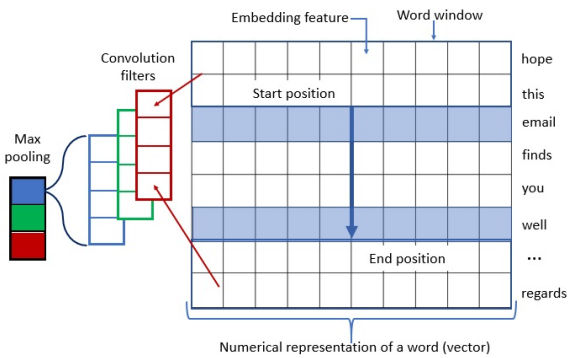 Embedding feature
Word window
Convolution
filters
hope
Start position
this
email
Max
pooling
finds
you
well
End position
...
regards
Numerical representation of a word (vector)